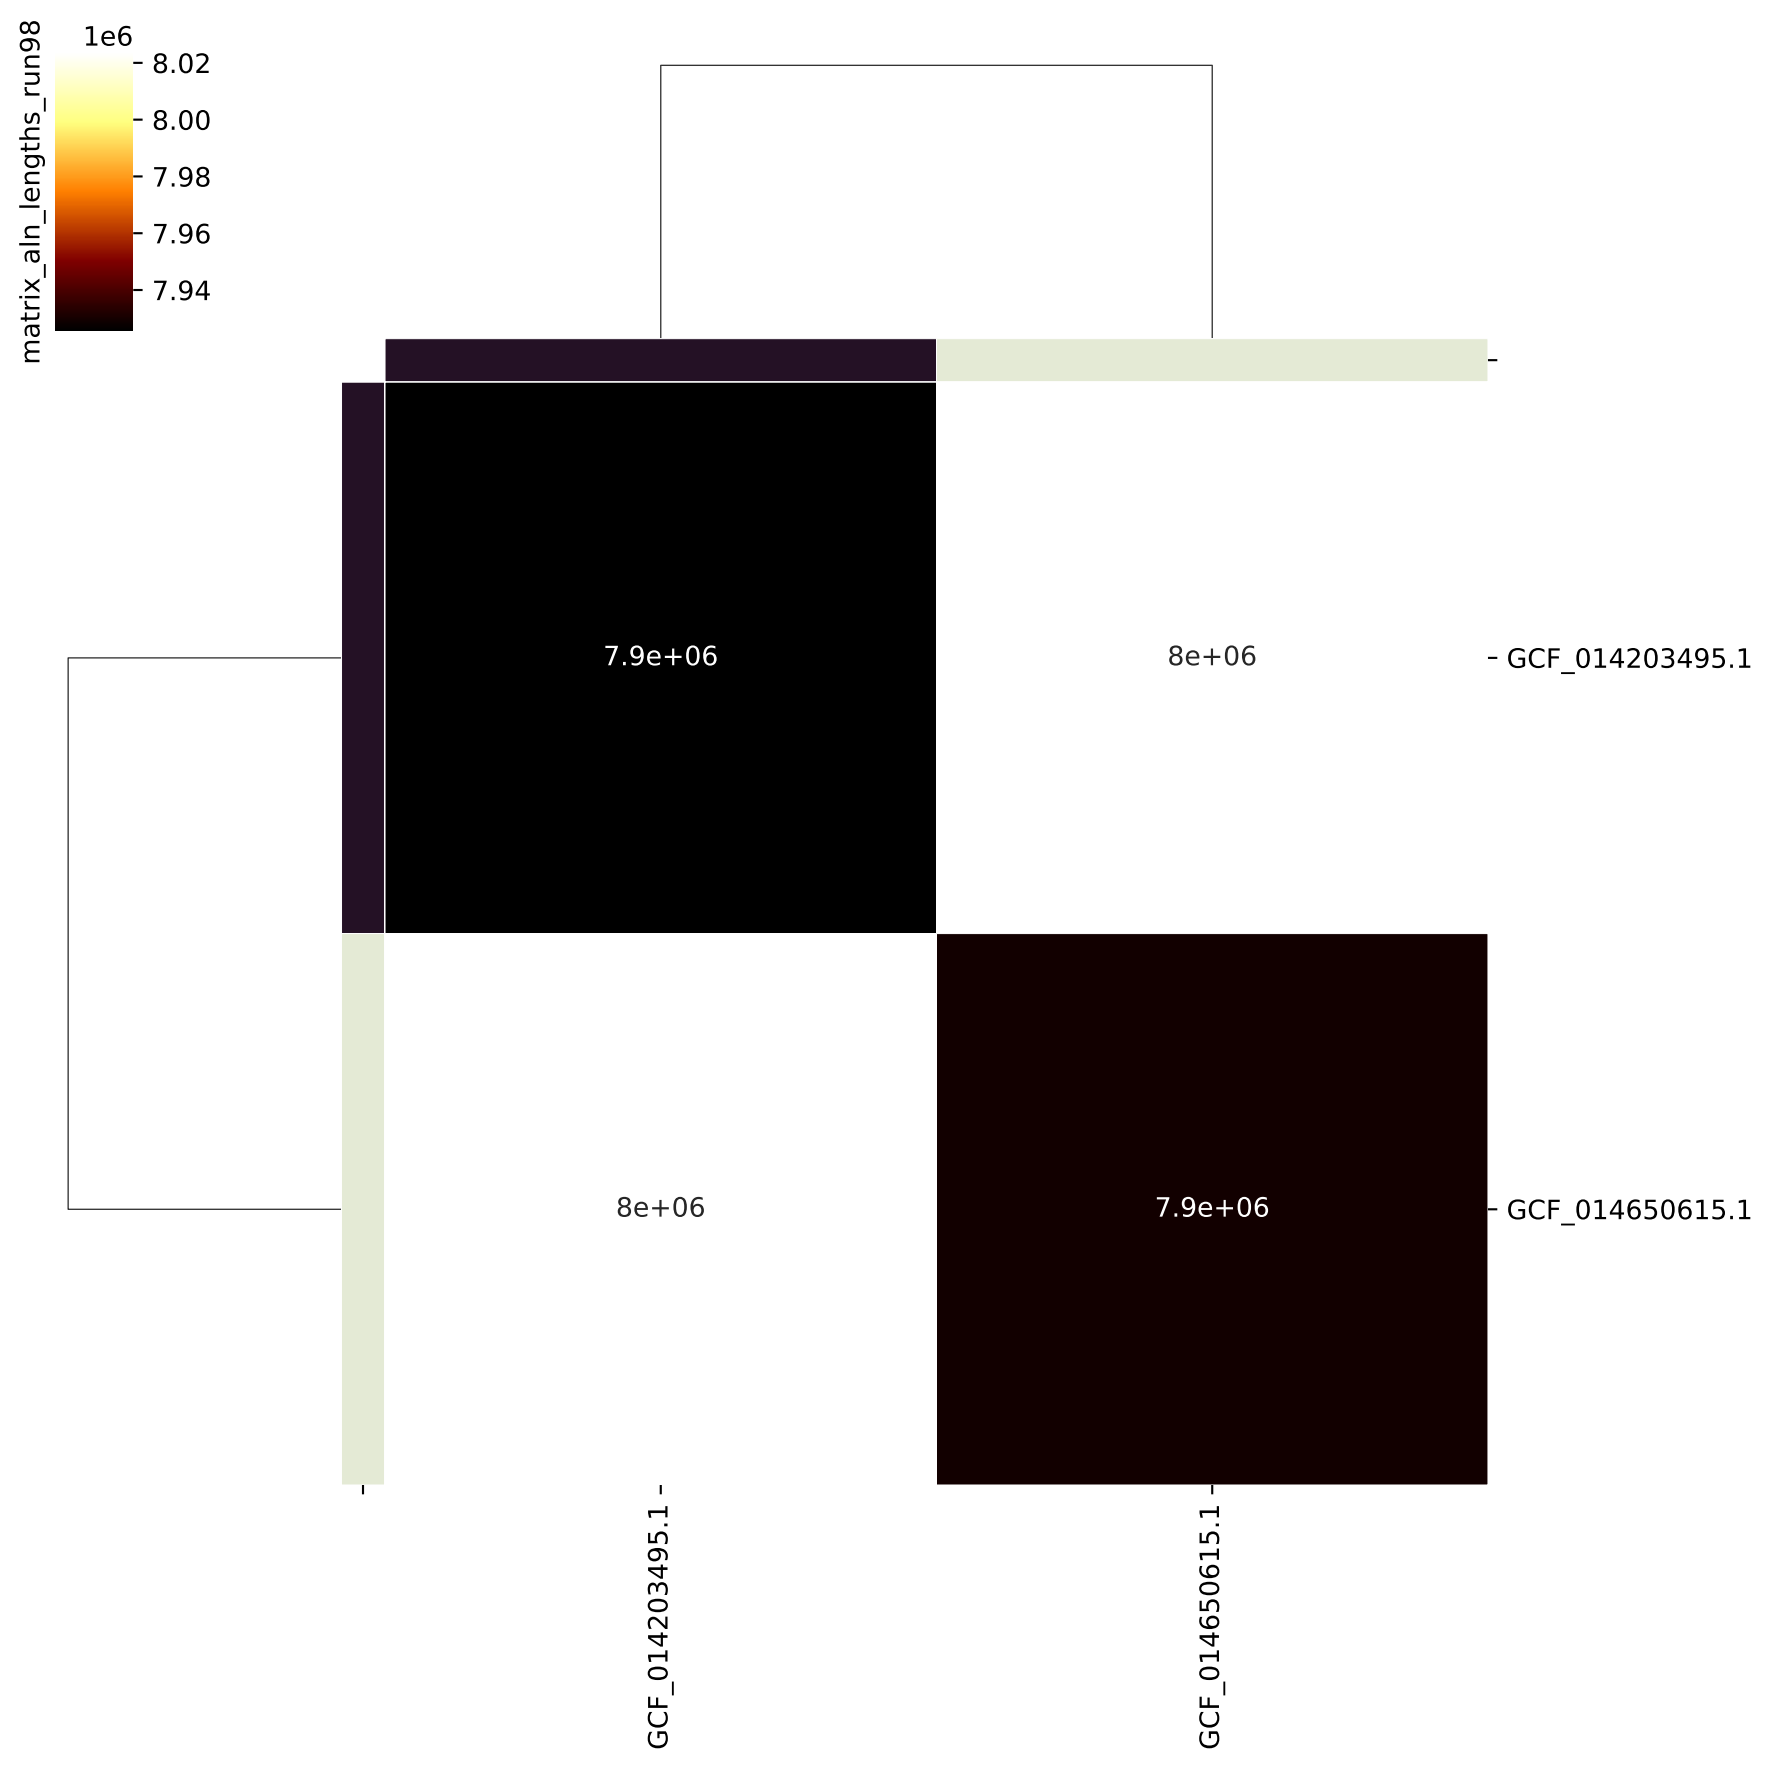 matrix_aln_lengths_run98
1e6
8.02
8.00
7.98
7.96
7.94
7.9e+06
8e+06
GCF_014203495.1
8e+06
7.9e+06
GCF_014650615.1
GCF_014203495.1
GCF_014650615.1